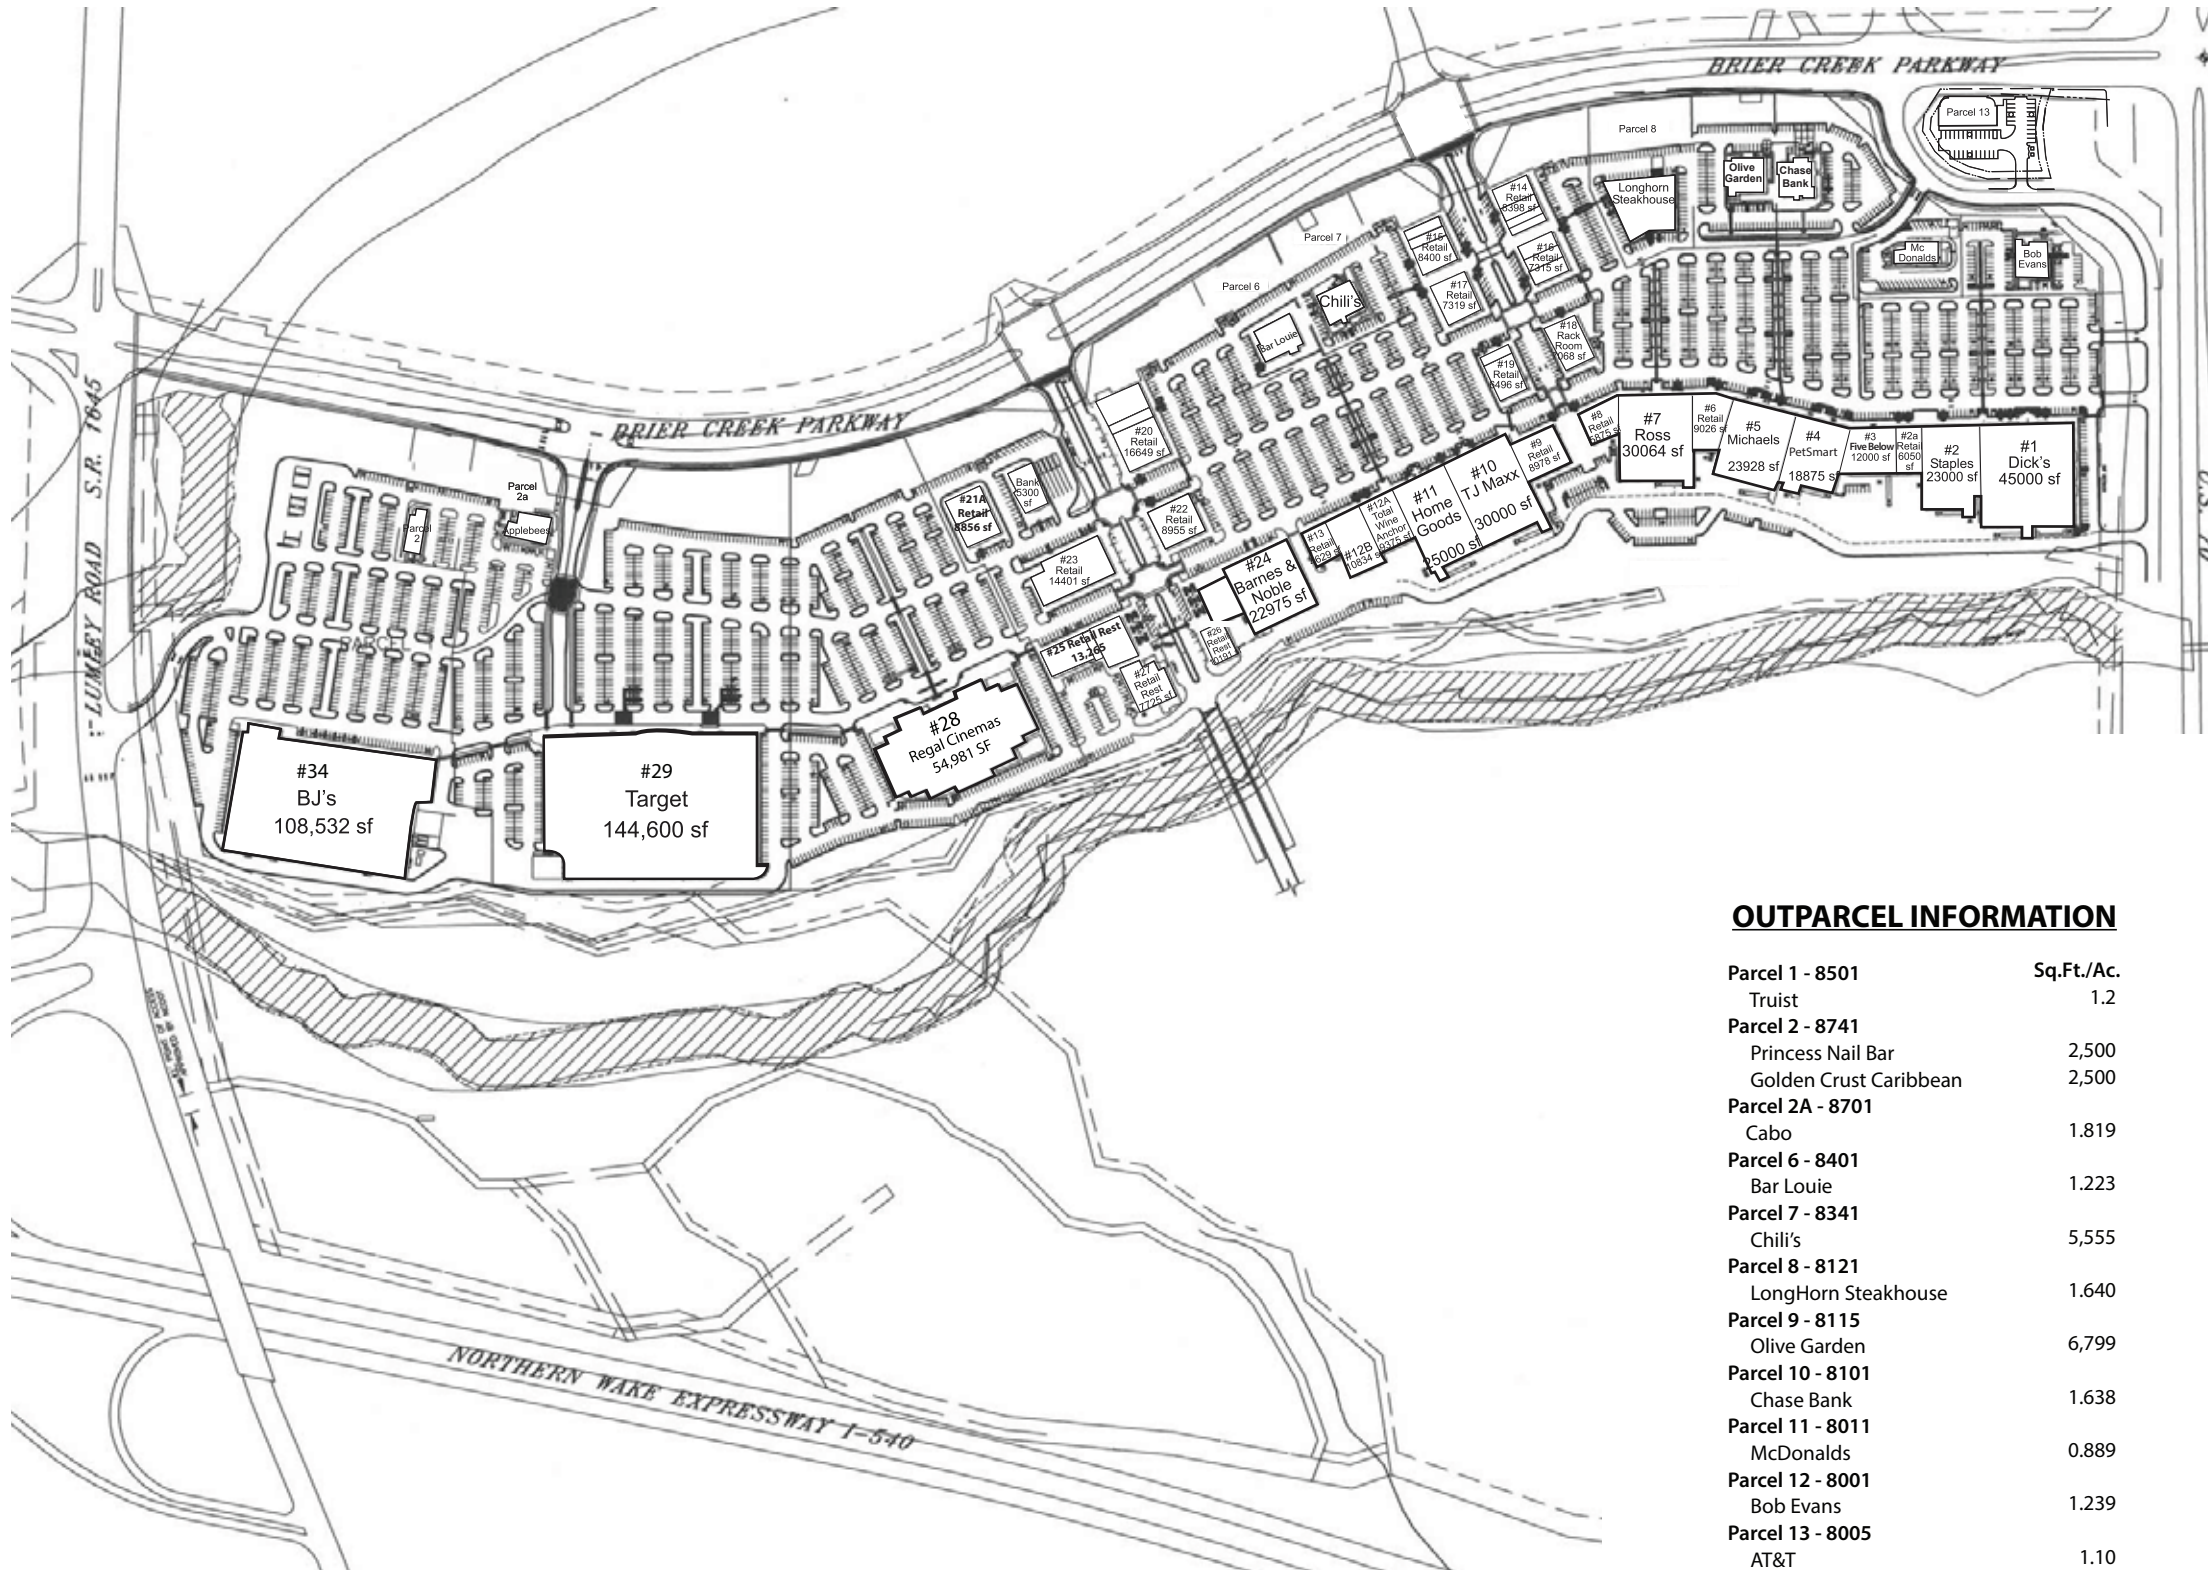 BRIER CREEK PARKWAY
Parcel 13
Parcel 8
Olive
Garden
Chase
Bank
Longhorn
Steakhouse
#14
Retail
8398 sf
Parcel 7
#15
Retail
8400 sf
#16
Retail
7315 sf
Mc
Donalds
Bob
Evans
Parcel 6
Chili's
#17
Retail
7319 sf
Bar Louie
#18
Rack
Room
7068 sf
#19
Retail
6496 sf
LUMLEY ROAD S.R. 1645
BRIER CREEK PARKWAY
#20
Retail
16649 sf
#8
Retail
5875 sf
#7
Ross
30064 sf
#6
Retail
9026 sf
#5
Michaels
23928 sf
#4
PetSmart
18875 sf
#3
Five Below
12000 sf
#2a
Retail
6050
sf
#2
Staples
23000 sf
#1
Dick's
45000 sf
#9
Retail
8978 sf
#10
TJ Maxx
30000 sf
#11
Home
Goods
25000 sf
#12A
Total
Wine
Anchor
9375 sf
#12B
10834 sf
#13
Retail
Parcel
2a
Applebees
Parcel
2
#21A
Retail
8856 sf
Bank
5300
sf
#22
Retail
8955 sf
#23
Retail
14401 sf
#24
Barnes &
Noble
22975 sf
#25 Retail Rest
13,265
#26
Retail
Rest
#27
Retail
Rest
7725 sf
#28
Regal Cinemas
54,981 SF
#34
BJ's
108,532 sf
#29
Target
144,600 sf
NORTHERN WAKE EXPRESSWAY I-540
OUTPARCEL INFORMATION
Parcel 1 - 8501 Sq.Ft./Ac.
Truist 1.2
Parcel 2 - 8741
Princess Nail Bar 2,500
Golden Crust Caribbean 2,500
Parcel 2A - 8701
Cabo 1.819
Parcel 6 - 8401
Bar Louie 1.223
Parcel 7 - 8341
Chili's 5,555
Parcel 8 - 8121
LongHorn Steakhouse 1.640
Parcel 9 - 8115
Olive Garden 6,799
Parcel 10 - 8101
Chase Bank 1.638
Parcel 11 - 8011
McDonalds 0.889
Parcel 12 - 8001
Bob Evans 1.239
Parcel 13 - 8005
AT&T 1.10